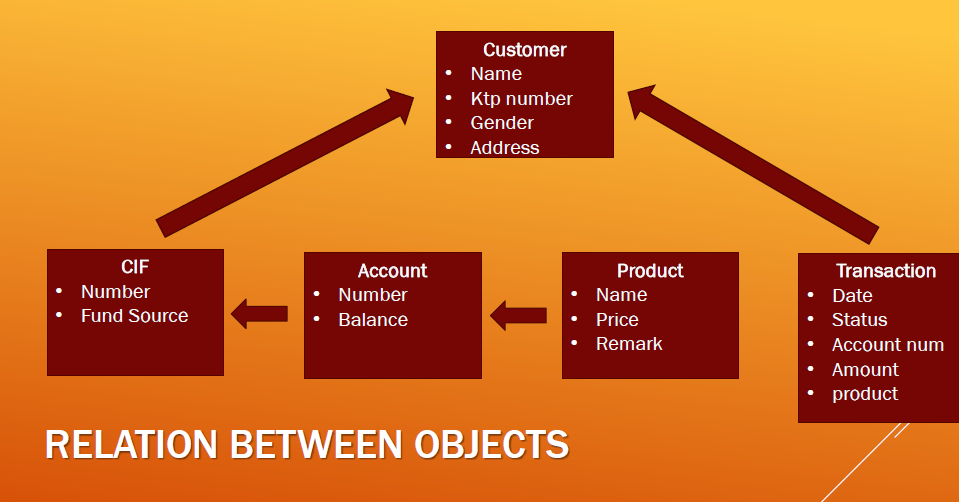 Customer
• Name
• Ktp number
• Gender
• Address
CIF
• Number
• Fund Source
Account
• Number
• Balance
Product
• Name
• Price
• Remark
Transaction
• Date
• Status
• Account num
• Amount
• product
RELATION BETWEEN OBJECTS